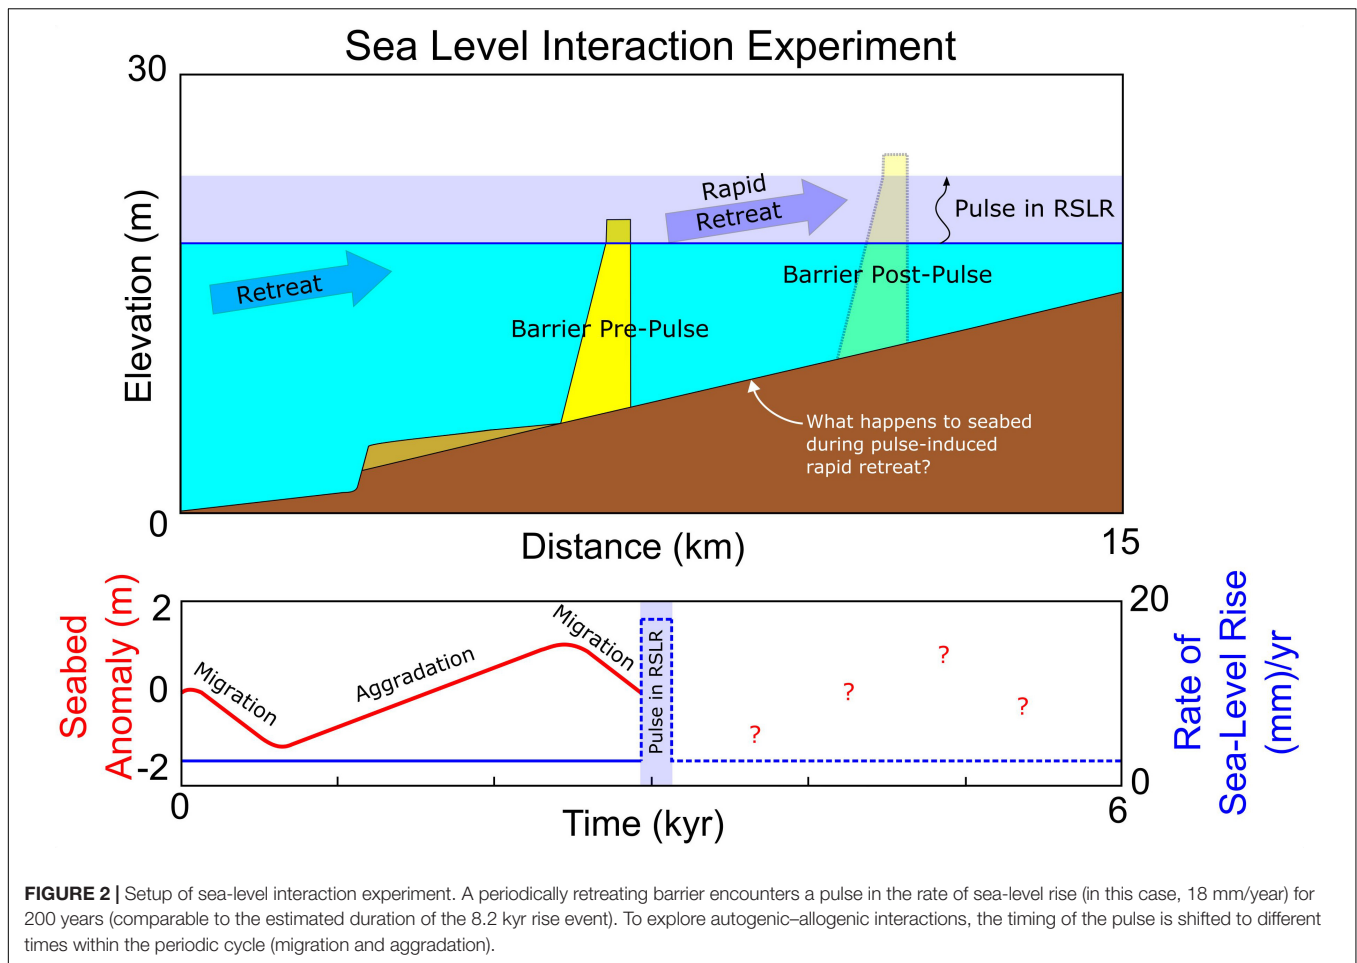 Sea Level Interaction Experiment
30
Elevation (m)
0
Retreat
Rapid
Retreat
Pulse in RSLR
Barrier Pre-Pulse
Barrier Post-Pulse
What happens to seabed
during pulse-induced
rapid retreat?
Distance (km)
15
Seabed
Anomaly (m)
2
0
-2
Migration
Aggradation
Migration
Pulse in RSLR
?
?
?
?
20
0
Rate of
Sea-Level Rise
(mm)/yr
0
Time (kyr)
6
FIGURE 2 | Setup of sea-level interaction experiment. A periodically retreating barrier encounters a pulse in the rate of sea-level rise (in this case, 18 mm/year) for
200 years (comparable to the estimated duration of the 8.2 kyr rise event). To explore autogenic–allogenic interactions, the timing of the pulse is shifted to different
times within the periodic cycle (migration and aggradation).